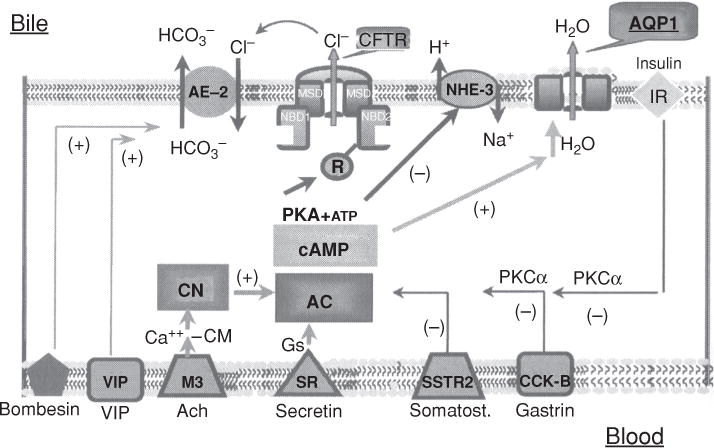 Bile
HCO3⁻
Cl⁻
Cl⁻
CFTR
H⁺
H₂O
AQP1
Insulin
AE–2
MSD
MSD
NHE-3
IR
NBD1
NBD2
(+)
(+)
HCO3⁻
Na⁺
H₂O
R
(–)
(+)
PKA+ATP
cAMP
CN
(+)
AC
PKCα
PKCα
(–)
(–)
(–)
Ca⁺⁺–CM
Gs
VIP
M3
SR
SSTR2
CCK-B
Bombesin
VIP
Ach
Secretin
Somatost.
Gastrin
Blood